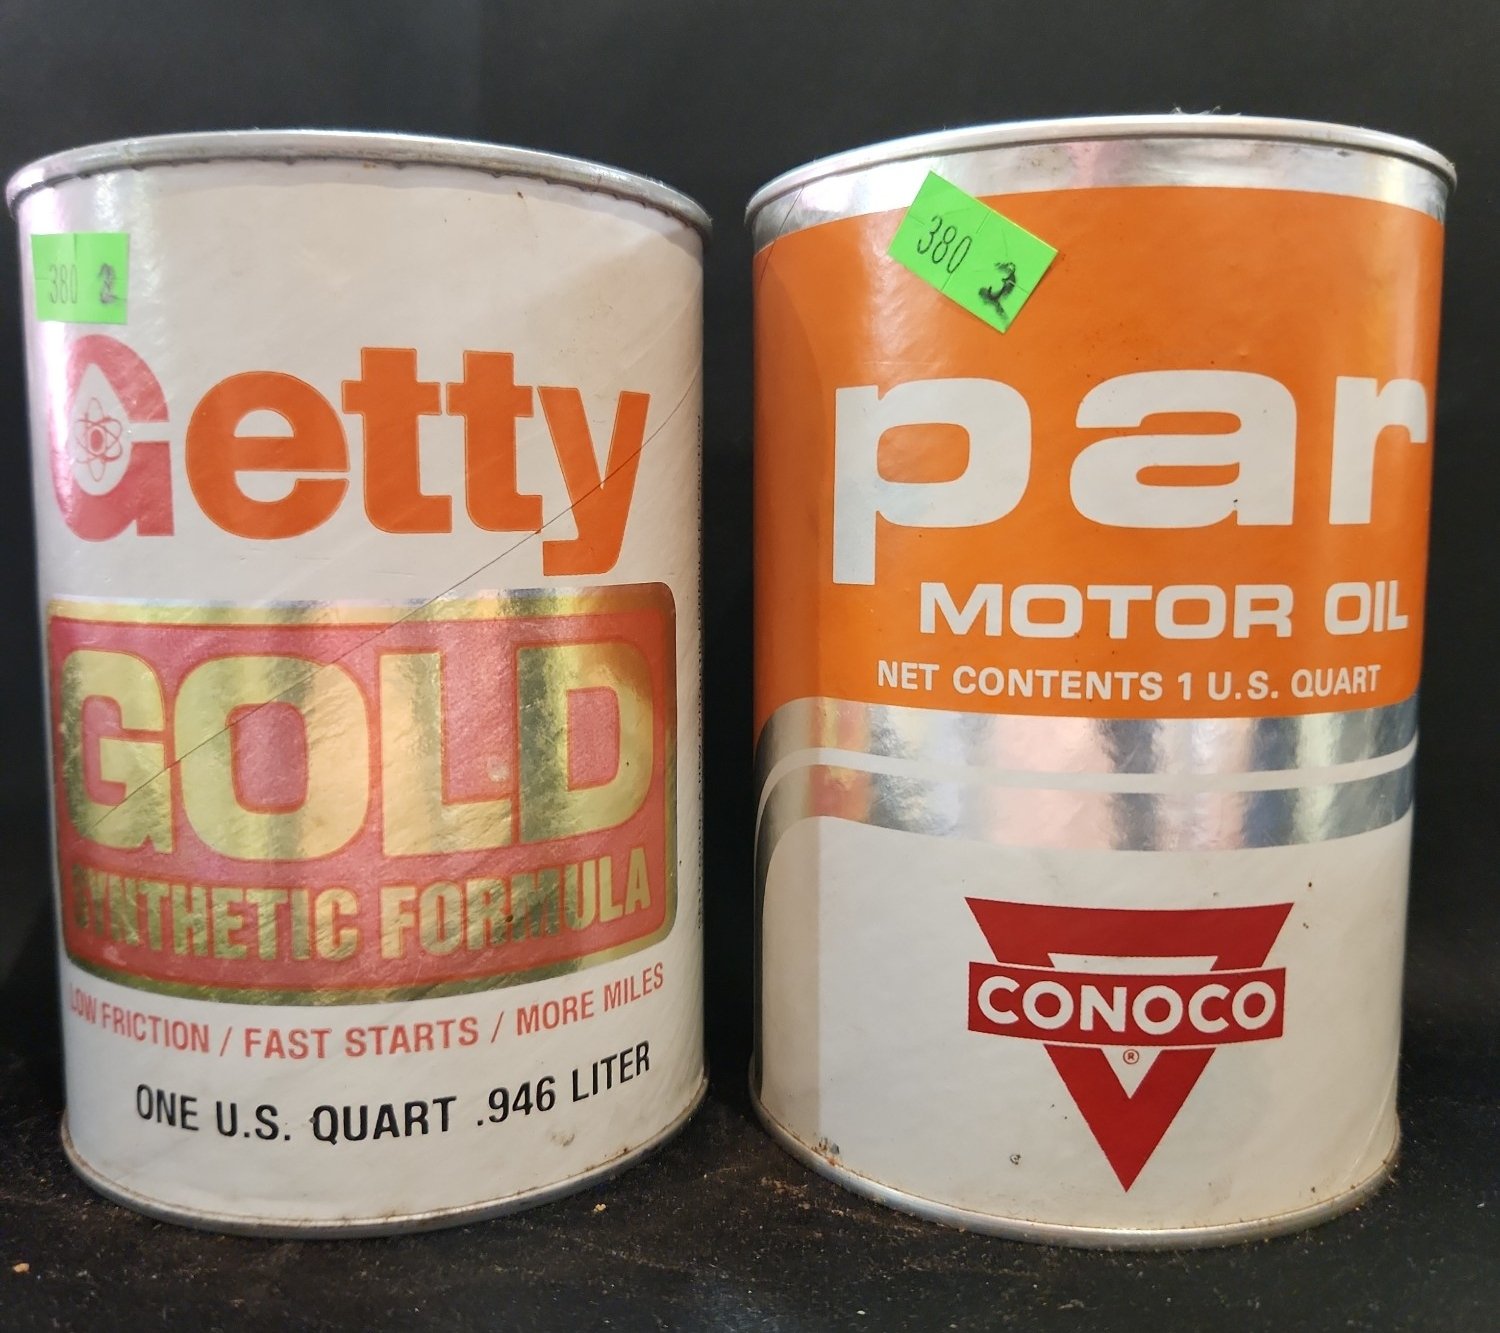 380 2
Getty
GOLD
SYNTHETIC FORMULA
LOW FRICTION / FAST STARTS / MORE MILES
ONE U.S. QUART .946 LITER
380 3
par
MOTOR OIL
NET CONTENTS 1 U.S. QUART
CONOCO
®